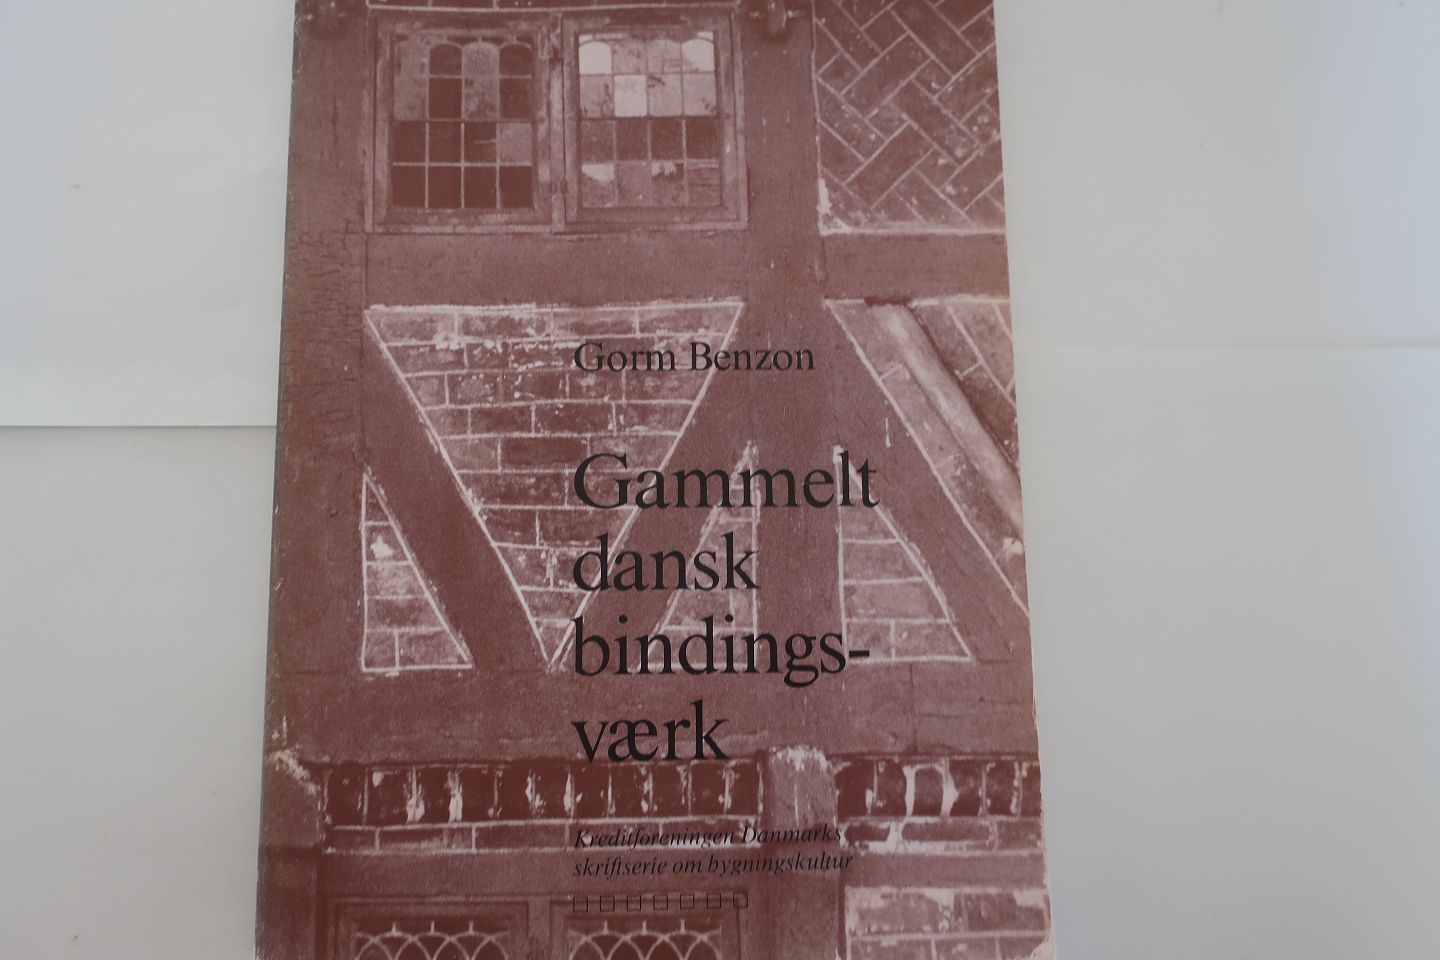 Gorm Benzon
Gammelt
dansk
bindings-
værk
Kreditforeningen Danmarks
skriftserie om bygningskultur